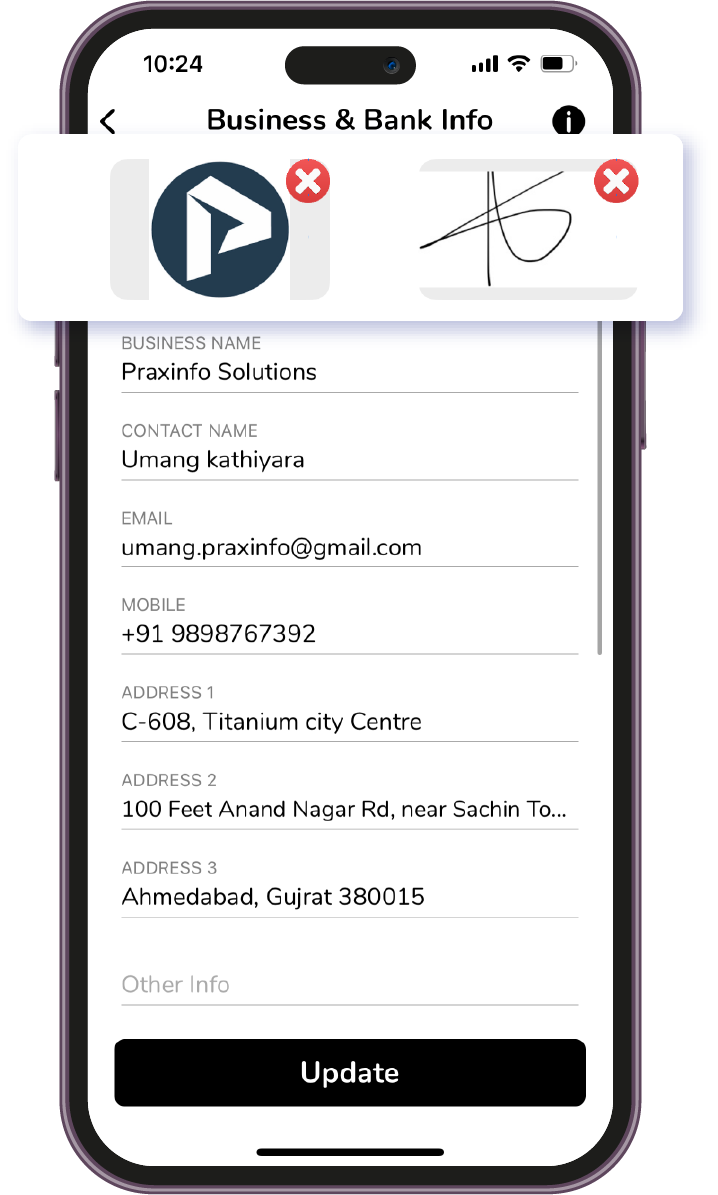 10:24
Business & Bank Info
BUSINESS NAME
Praxinfo Solutions
CONTACT NAME
Umang kathiyara
EMAIL
umang.praxinfo@gmail.com
MOBILE
+91 9898767392
ADDRESS 1
C-608, Titanium city Centre
ADDRESS 2
100 Feet Anand Nagar Rd, near Sachin To...
ADDRESS 3
Ahmedabad, Gujrat 380015
Other Info
Update